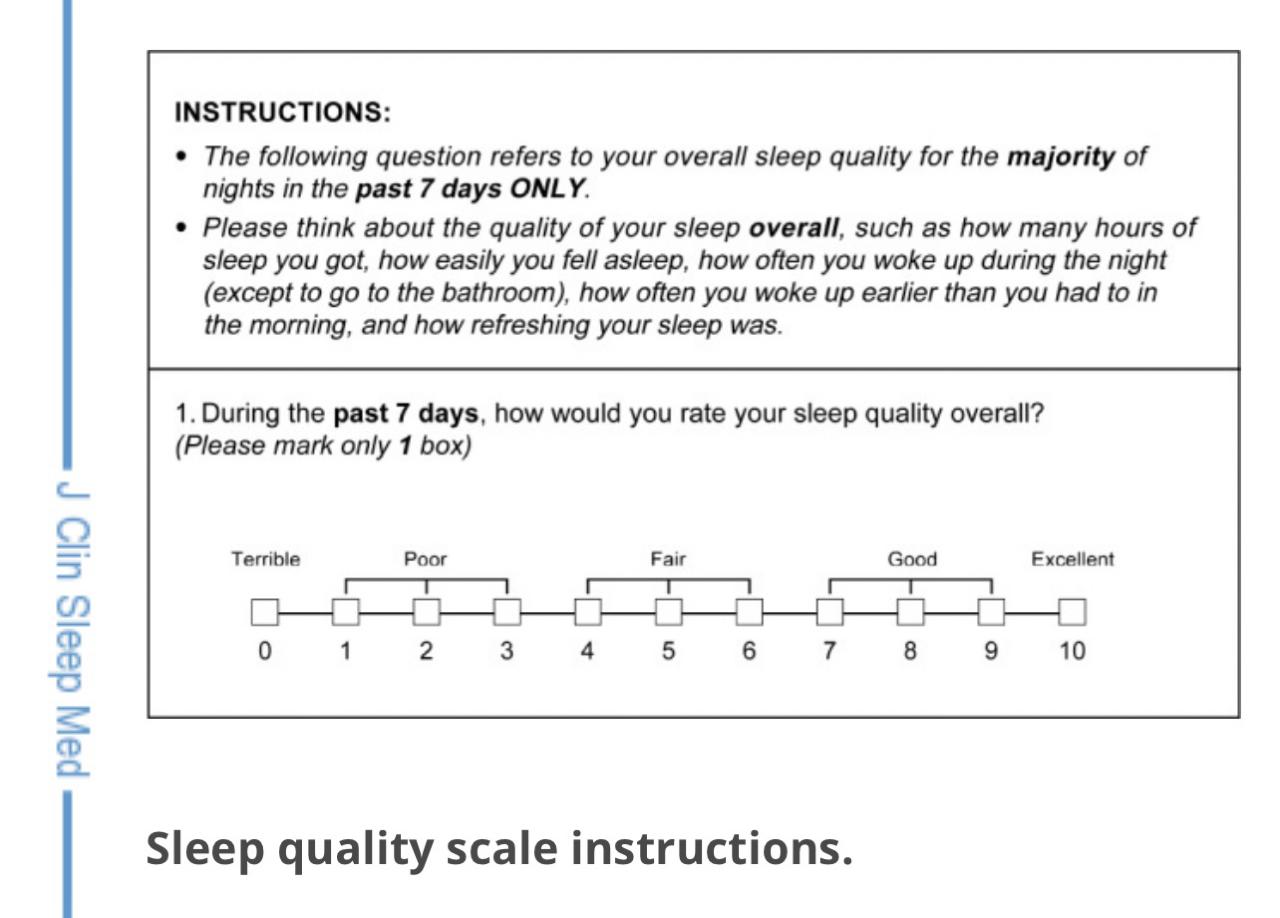 INSTRUCTIONS:
• The following question refers to your overall sleep quality for the majority of
nights in the past 7 days ONLY.
• Please think about the quality of your sleep overall, such as how many hours of
sleep you got, how easily you fell asleep, how often you woke up during the night
(except to go to the bathroom), how often you woke up earlier than you had to in
the morning, and how refreshing your sleep was.
1. During the past 7 days, how would you rate your sleep quality overall?
(Please mark only 1 box)
Terrible Poor Fair Good Excellent
0 1 2 3 4 5 6 7 8 9 10
J Clin Sleep Med
Sleep quality scale instructions.